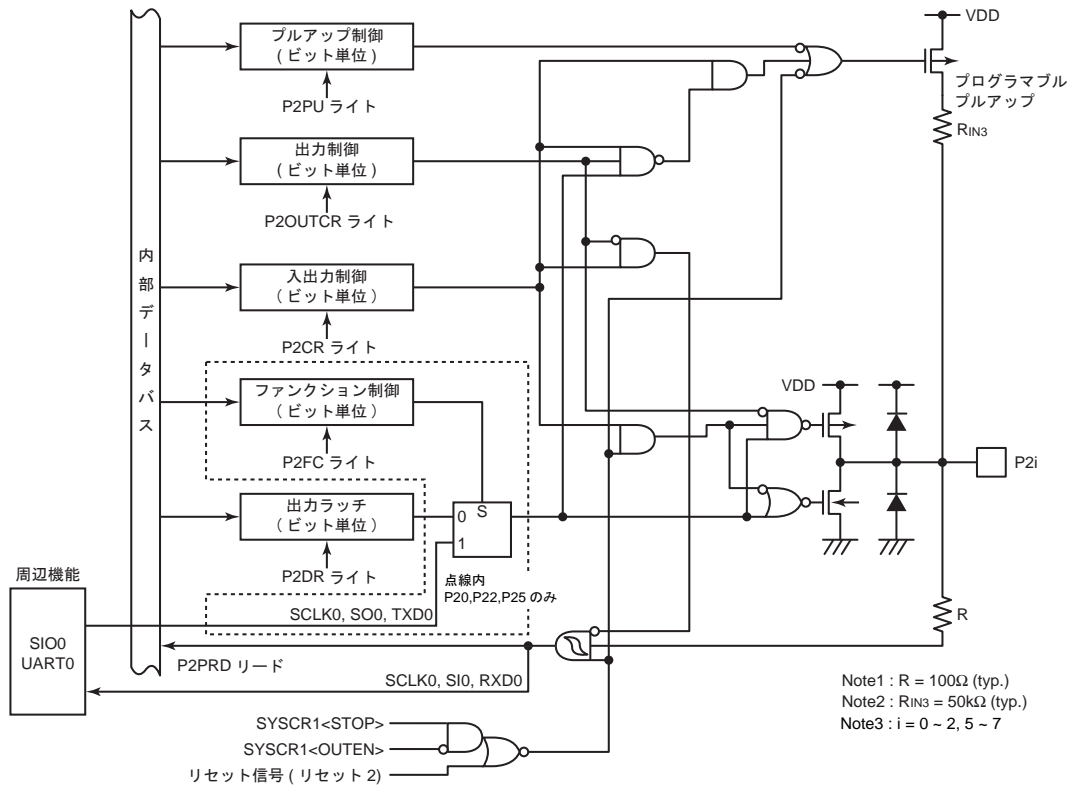 VDD
プルアップ制御
( ビット単位 )
P2PU ライト
プログラマブル
プルアップ
RIN3
出力制御
( ビット単位 )
P2OUTCR ライト
内部データバス
入出力制御
( ビット単位 )
P2CR ライト
ファンクション制御
( ビット単位 )
P2FC ライト
VDD
P2i
出力ラッチ
( ビット単位 )
P2DR ライト
0
S
1
点線内
P20,P22,P25 のみ
周辺機能
SIO0
UART0
SCLK0, SO0, TXD0
R
P2PRD リード
SCLK0, SI0, RXD0
Note1 : R = 100Ω (typ.)
Note2 : RIN3 = 50kΩ (typ.)
Note3 : i = 0 ~ 2, 5 ~ 7
SYSCR1<STOP>
SYSCR1<OUTEN>
リセット信号 ( リセット 2)